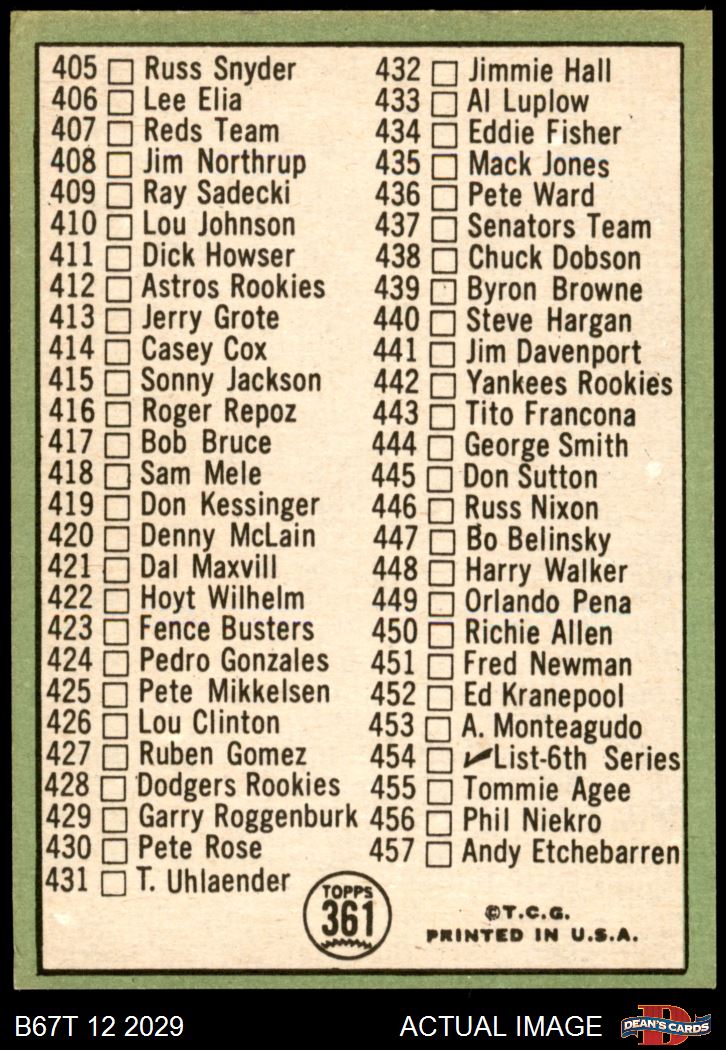 405 Russ Snyder
406 Lee Elia
407 Reds Team
408 Jim Northrup
409 Ray Sadecki
410 Lou Johnson
411 Dick Howser
412 Astros Rookies
413 Jerry Grote
414 Casey Cox
415 Sonny Jackson
416 Roger Repoz
417 Bob Bruce
418 Sam Mele
419 Don Kessinger
420 Denny McLain
421 Dal Maxvill
422 Hoyt Wilhelm
423 Fence Busters
424 Pedro Gonzales
425 Pete Mikkelsen
426 Lou Clinton
427 Ruben Gomez
428 Dodgers Rookies
429 Garry Roggenburk
430 Pete Rose
431 T. Uhlaender
432 Jimmie Hall
433 Al Luplow
434 Eddie Fisher
435 Mack Jones
436 Pete Ward
437 Senators Team
438 Chuck Dobson
439 Byron Browne
440 Steve Hargan
441 Jim Davenport
442 Yankees Rookies
443 Tito Francona
444 George Smith
445 Don Sutton
446 Russ Nixon
447 Bo Belinsky
448 Harry Walker
449 Orlando Pena
450 Richie Allen
451 Fred Newman
452 Ed Kranepool
453 A. Monteagudo
454 List-6th Series
455 Tommie Agee
456 Phil Niekro
457 Andy Etchebarren
TOPPS
361
©T.C.G.
PRINTED IN U.S.A.
B67T 12 2029
ACTUAL IMAGE
D
DEAN'S CARDS